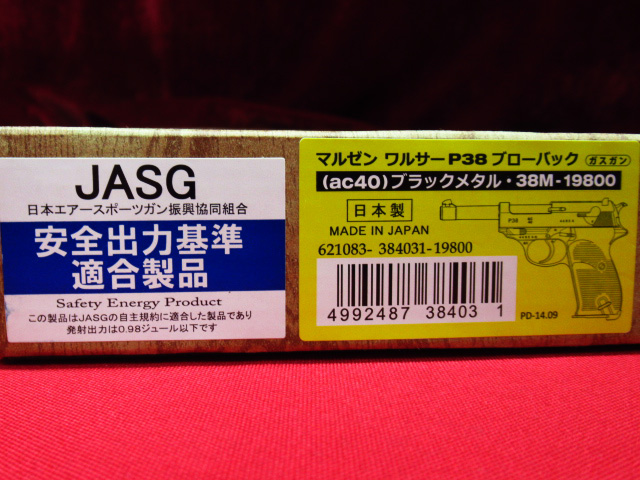 JASG
日本エアースポーツガン振興協同組合
安全出力基準
適合製品
Safety Energy Product
この製品はJASGの自主規約に適合した製品であり
発射出力は0.98ジュール以下です
マルゼン ワルサーP38 ブローバック ガスガン
(ac40)ブラックメタル・38M-19800
日本製
MADE IN JAPAN
621083- 384031-19800
4992487 38403 1
P38
PD-14.09